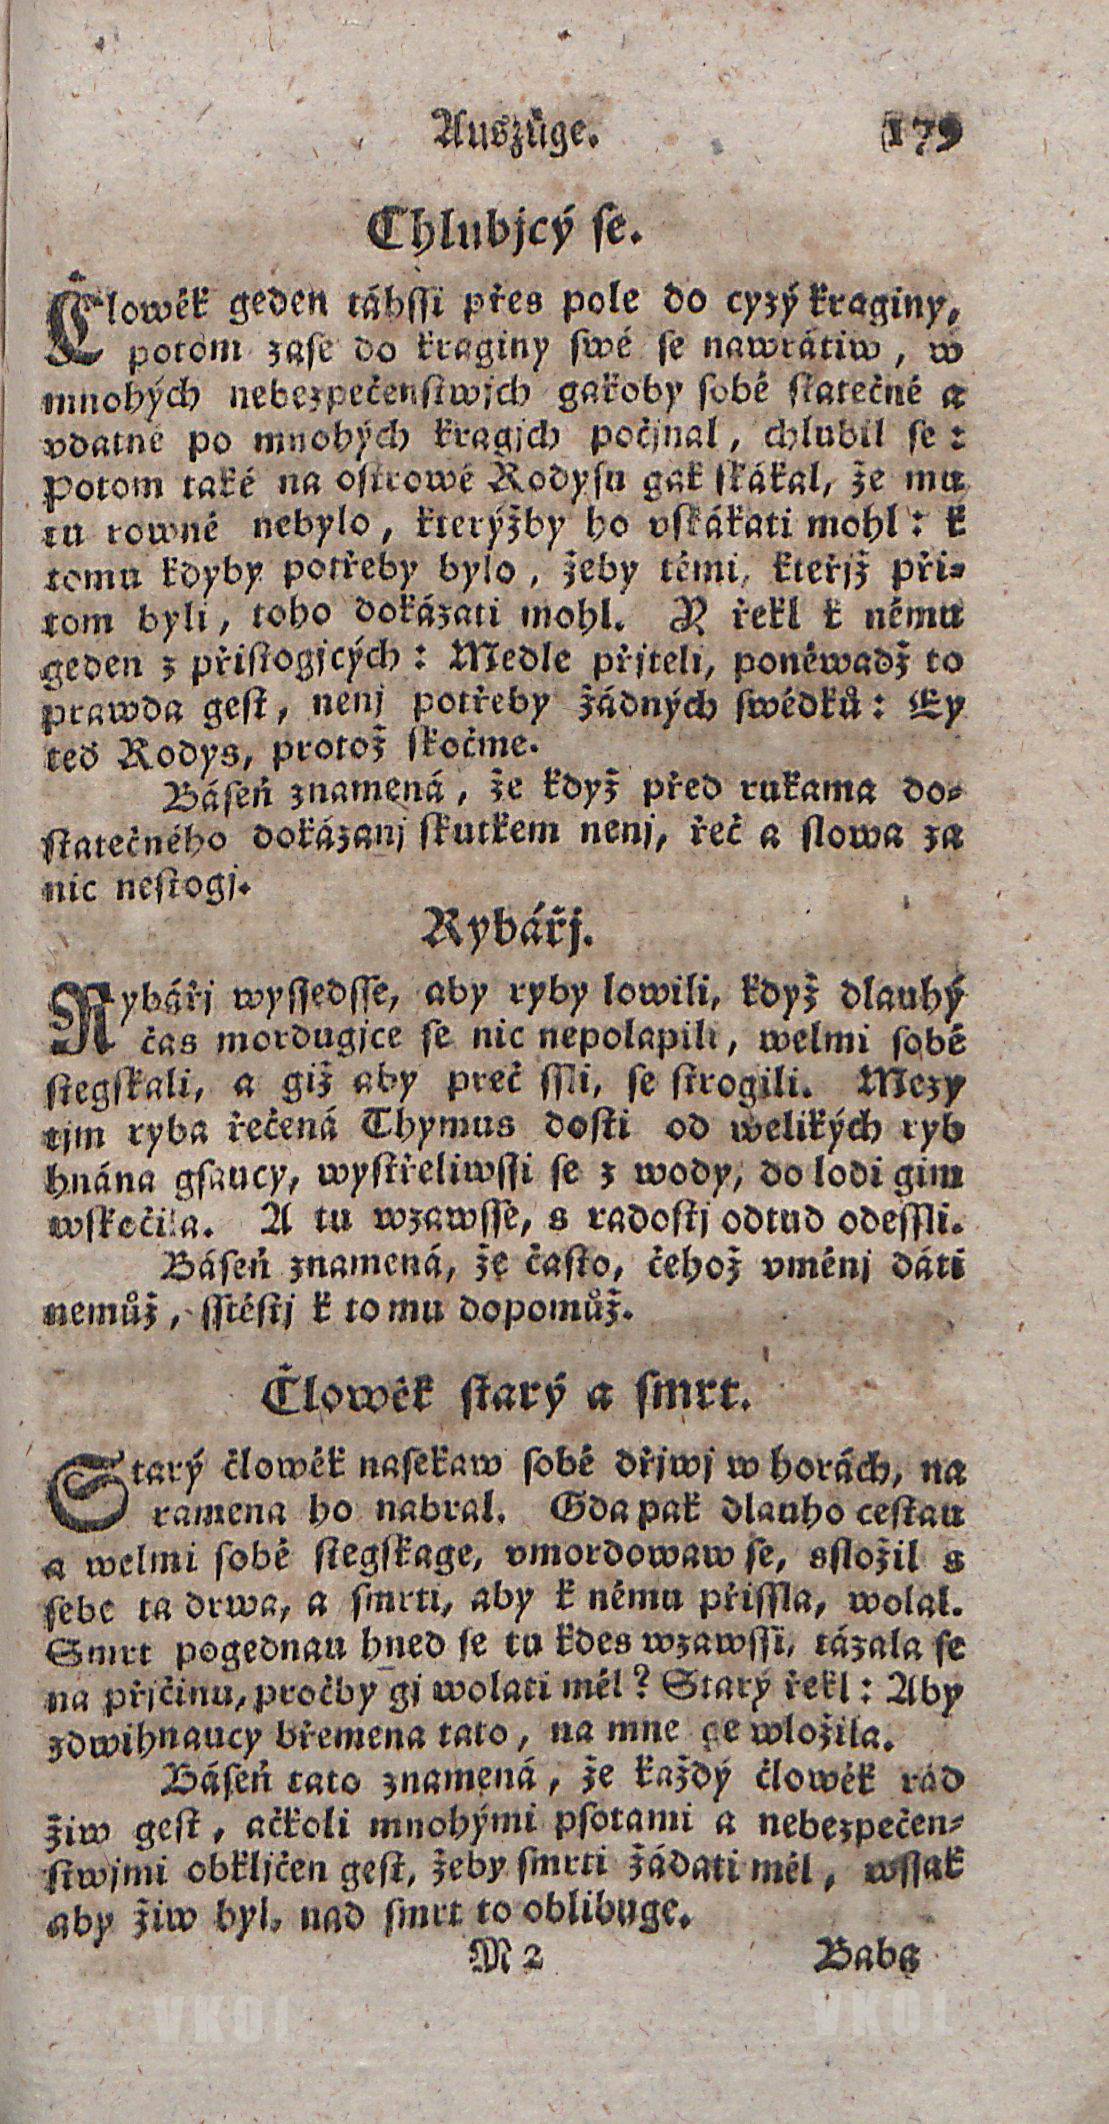 Auszüge. (179
Chlubjcý se.
Člowěk geden táhssi přes pole do cyzý kraginy,
potom zase do kraginy swé se nawrátiw, w
mnohých nebezpečenstwjch gakoby sobě statečně a
vdatně po mnohých kragjch počjnal, chlubil se:
Potom také na ostrowě Rodysu gak skákal, že mu
tu rowné nebylo, kterýžby ho vskákati mohl: k
tomu kdyby potřeby bylo, žeby těmi, kteřjž při-
tom byli, toho dokázati mohl. Y řekl k němu
geden z přistogjcých: Medle přjteli, poněwadž to
prawda gest, nenj potřeby žádných swědků: Ey
teď Rodys, protož skočme.
Báseň znamená, že když před rukama do-
statečného dokázanj skutkem nenj, řeč a slowa za
nic nestogj.
Rybářj.
Rybářj wyssedsse, aby ryby lowili, když dlauhý
čas mordugjce se nic nepolapili, welmi sobě
stegskali, a giž aby preč ssli, se strogili. Mezy
tjm ryba řečená Thymus dosti od welikých ryb
hnána gsaucy, wystřeliwssi se z wody, do lodi gim
wskočila. A tu wzawsse, s radostj odtud odessli.
Báseň znamená, že často, čehož vměnj dáti
nemůž, sstěstj k tomu dopomůž.
Člowěk starý a smrt.
Starý člowěk nasekaw sobě dřjwj w horách, na
ramena ho nabral. Gda pak dlauho cestau
a welmi sobě stegskage, vmordowaw se, ssložil s
sebe ta drwa, a smrti, aby k němu přissla, wolal.
Smrt pogednau hned se tu kdes wzawssi, tázala se
na přjčinu, pročby gj wolati měl? Starý řekl: Aby
zdwihnaucy břemena tato, na mne ge wložila.
Báseň tato znamená, že každý člowěk rád
žiw gest, ačkoli mnohými psotami a nebezpečen-
stwjmi obkljčen gest, žeby smrti žádati měl, wssak
aby žiw byl, nad smrt to oblibuge.
M 2 Baba
VKOL VKOL